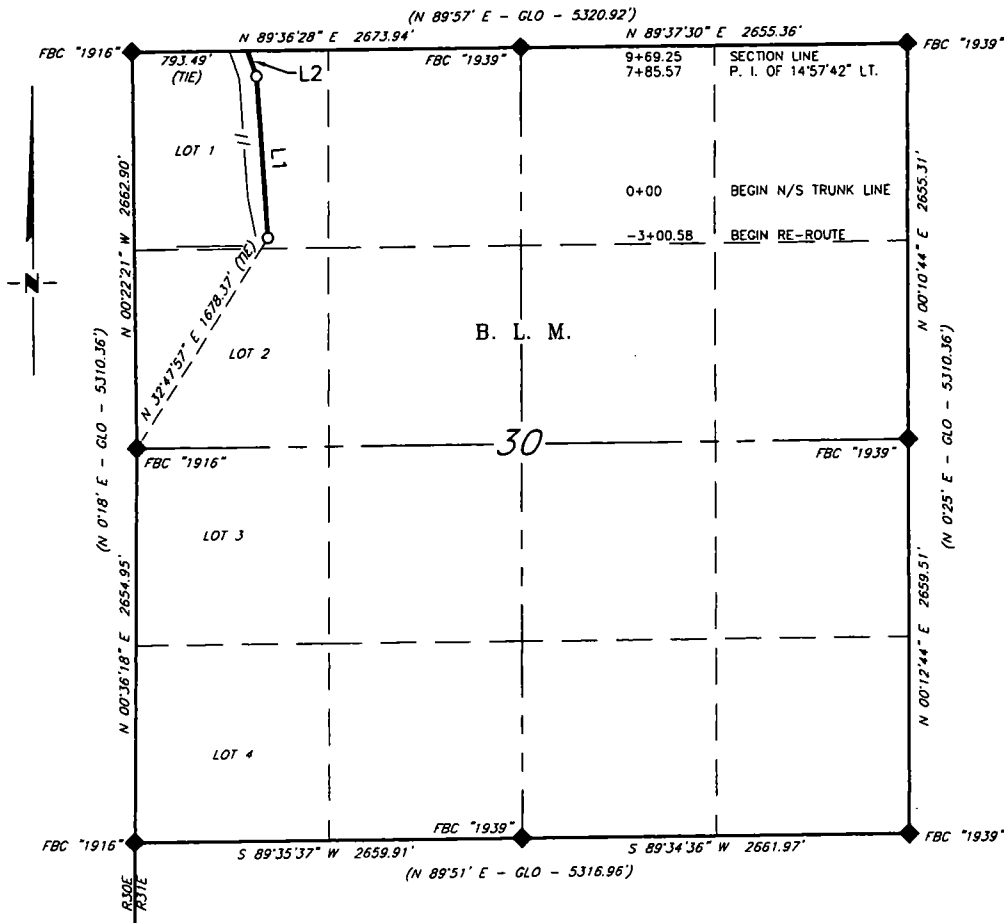 (N 89°57' E - GLO - 5320.92')
N 89°36'28" E 2673.94'
N 89°37'30" E 2655.36'
FBC "1916"
793.49'
(TIE)
L2
FBC "1939"
9+69.25 SECTION LINE
7+85.57 P. I. OF 14°57'42" LT.
FBC "1939"
LOT 1
L1
N 00°22'21" W 2662.90'
0+00 BEGIN N/S TRUNK LINE
-3+00.58 BEGIN RE-ROUTE
N 00°10'44" E 2655.31'
N
N 32°47'57" E 1678.37' (TIE)
LOT 2
B. L. M.
(N 0°18' E - GLO - 5310.36')
30
(N 0°25' E - GLO - 5310.36')
FBC "1916"
FBC "1939"
LOT 3
N 00°36'18" E 2654.95'
N 00°12'44" E 2659.51'
LOT 4
FBC "1916"
S 89°35'37" W 2659.91'
FBC "1939"
S 89°34'36" W 2661.97'
FBC "1939"
(N 89°51' E - GLO - 5316.96')
R30E
R31E